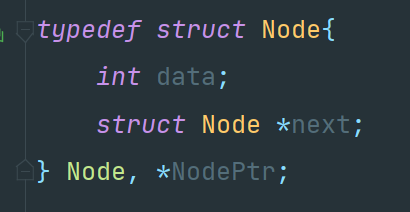 typedef struct Node{
    int data;
    struct Node *next;
} Node, *NodePtr;